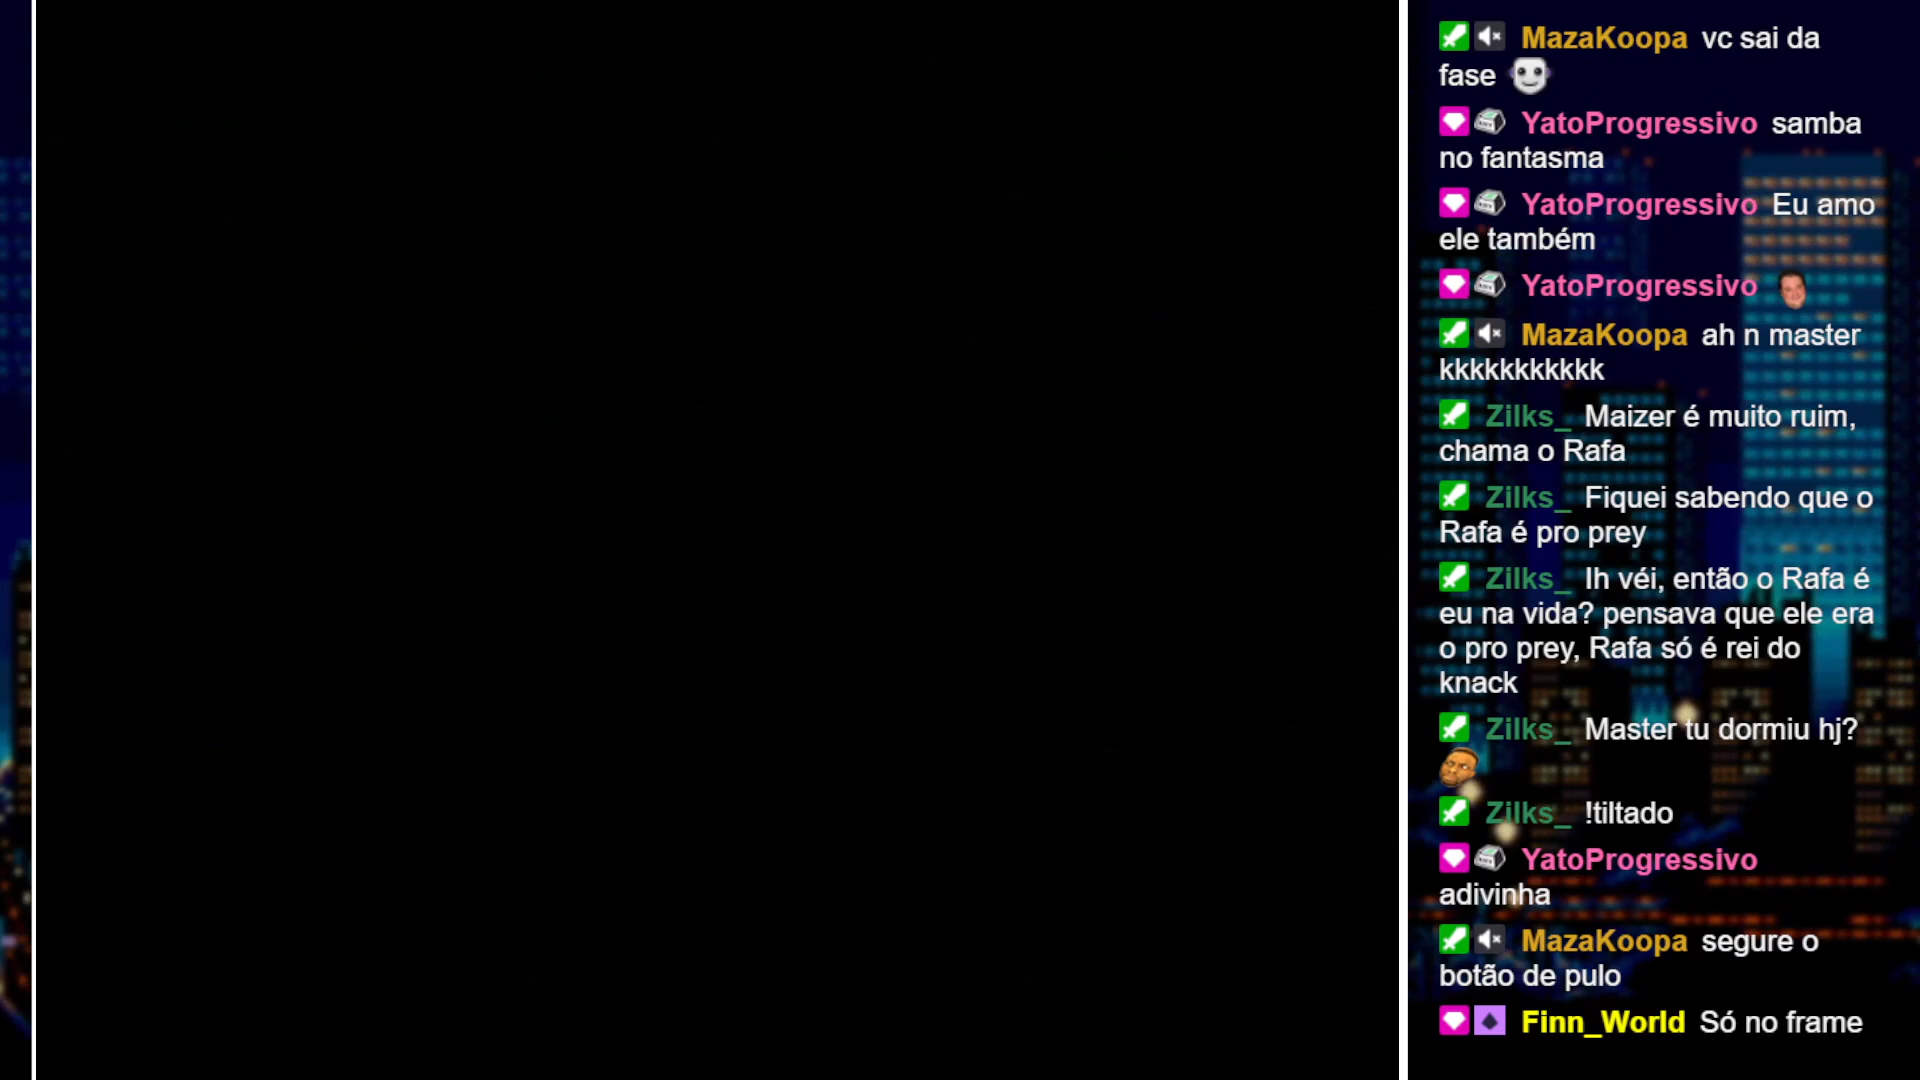 MazaKoopa vc sai da
fase
YatoProgressivo samba
no fantasma
YatoProgressivo Eu amo
ele também
YatoProgressivo
MazaKoopa ah n master
kkkkkkkkkkk
Zilks_ Maizer é muito ruim,
chama o Rafa
Zilks_ Fiquei sabendo que o
Rafa é pro prey
Zilks_ Ih véi, então o Rafa é
eu na vida? pensava que ele era
o pro prey, Rafa só é rei do
knack
Zilks_ Master tu dormiu hj?
Zilks_ !tiltado
YatoProgressivo
adivinha
MazaKoopa segure o
botão de pulo
Finn_World Só no frame